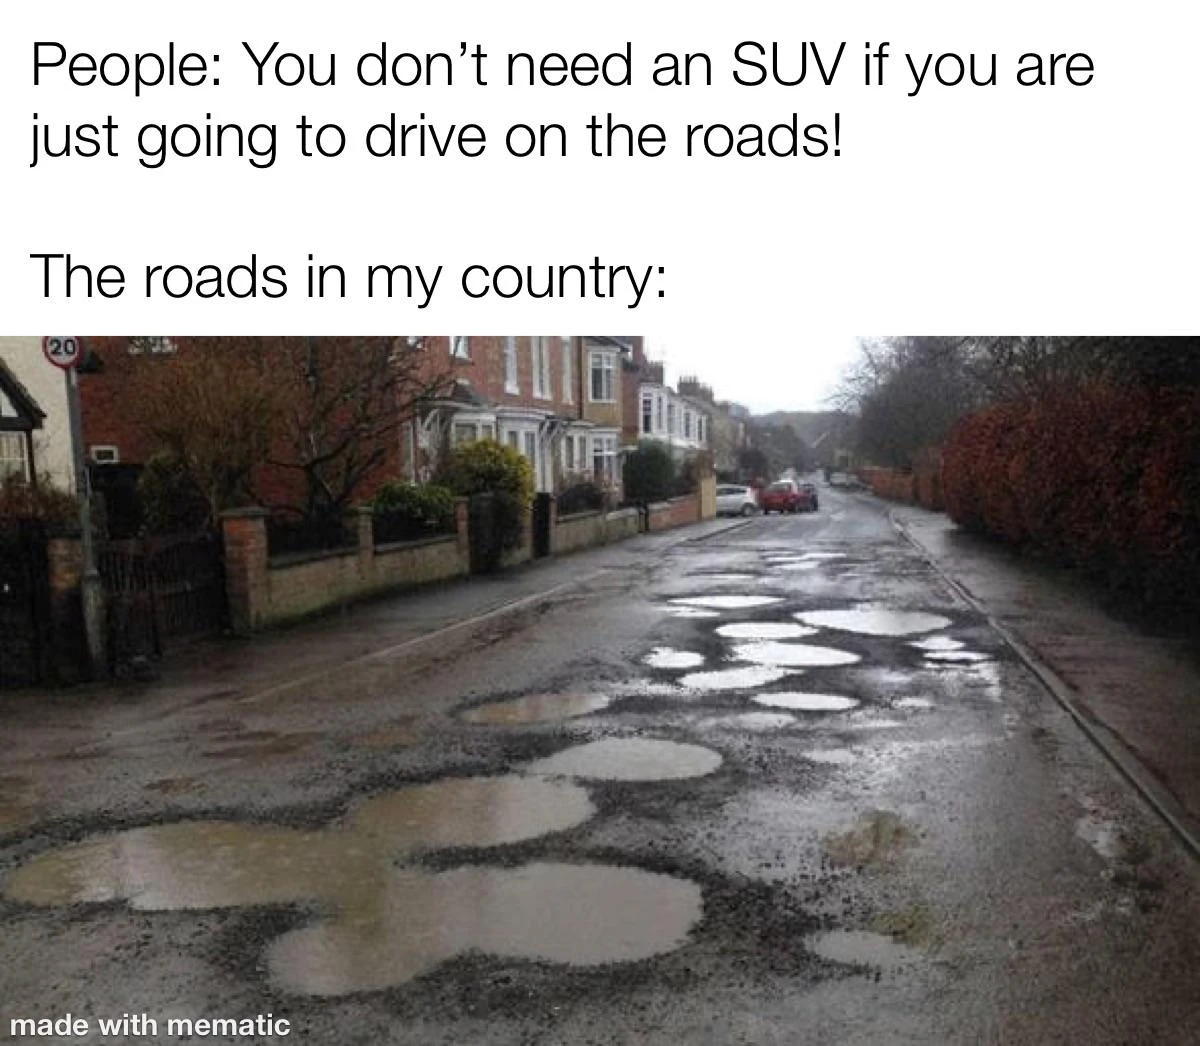 People: You don’t need an SUV if you are
just going to drive on the roads!
The roads in my country:
20
made with mematic